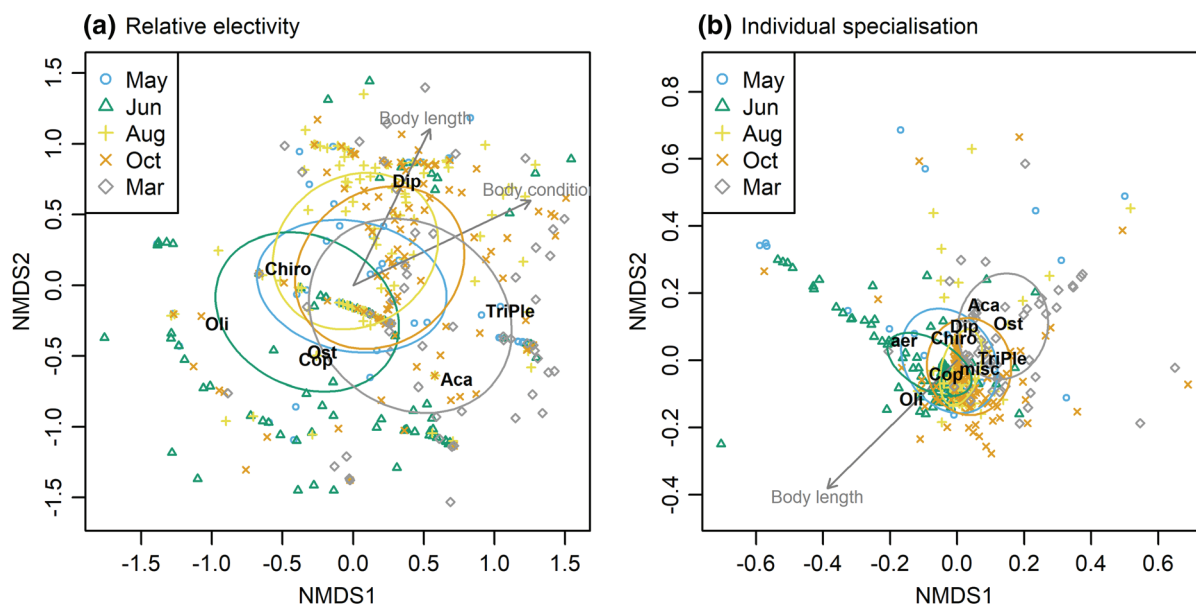 (a) Relative electivity
May
Jun
Aug
Oct
Mar
Body length
Body condition
Dip
Chiro
Oli
TriPle
Ost
Cop
Aca
NMDS2
1.5
1.0
0.5
0.0
-0.5
-1.0
-1.5
-1.5 -1.0 -0.5 0.0 0.5 1.0 1.5
NMDS1
(b) Individual specialisation
May
Jun
Aug
Oct
Mar
Aca
Ost
Dip
Chiro
aer
TriPle
misc
Cop
Oli
Body length
NMDS2
0.8
0.6
0.4
0.2
0.0
-0.2
-0.4
-0.6 -0.4 -0.2 0.0 0.2 0.4 0.6
NMDS1